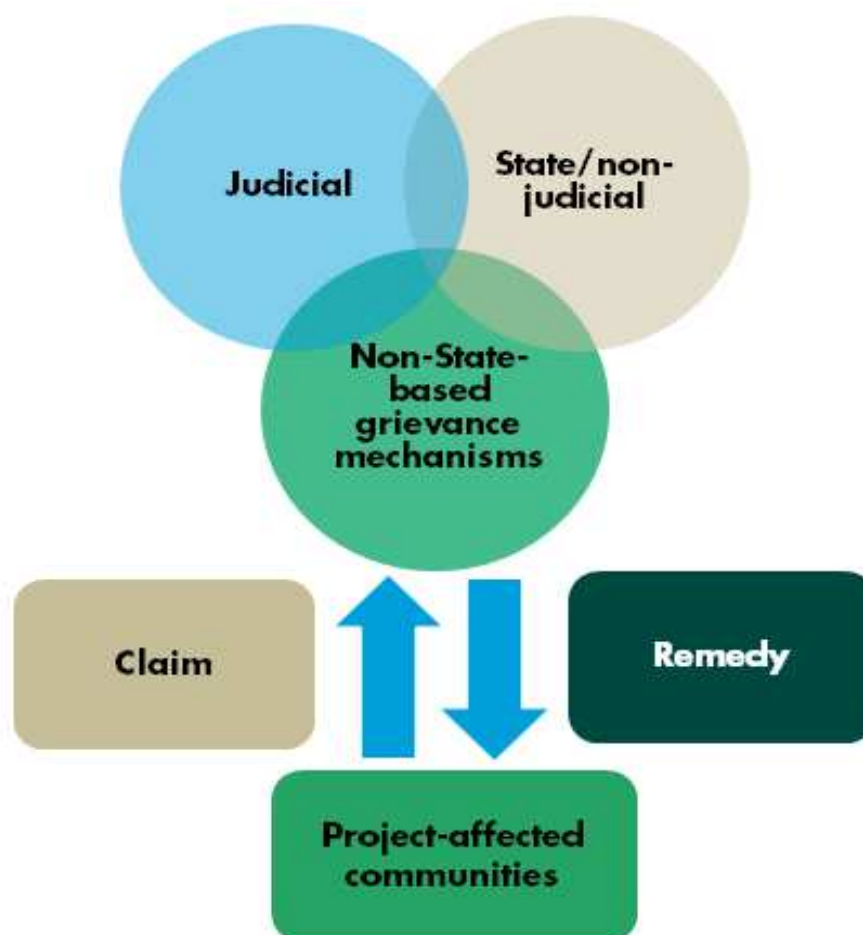 Judicial
State/non-
judicial
Non-State-
based
grievance
mechanisms
Claim
Remedy
Project-affected
communities